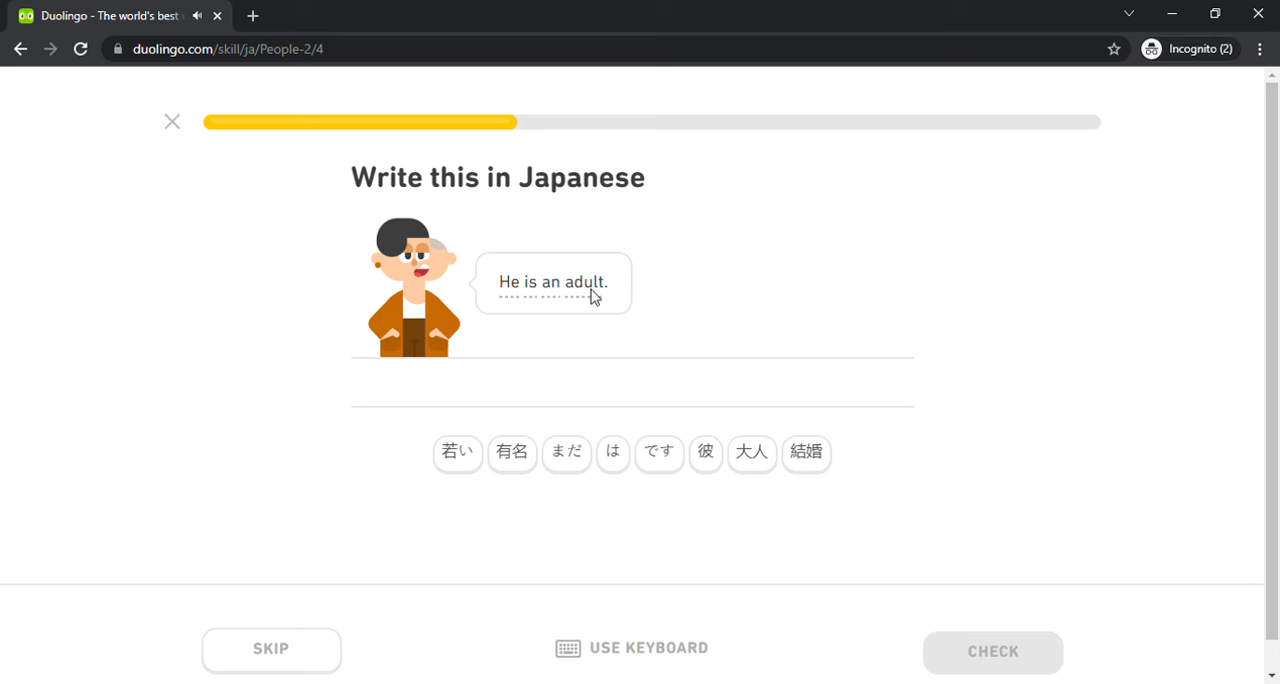 Duolingo - The world's best
duolingo.com/skill/ja/People-2/4
Incognito (2)
Write this in Japanese
He is an adult.
若い 有名 まだ は です 彼 大人 結婚
SKIP
USE KEYBOARD
CHECK